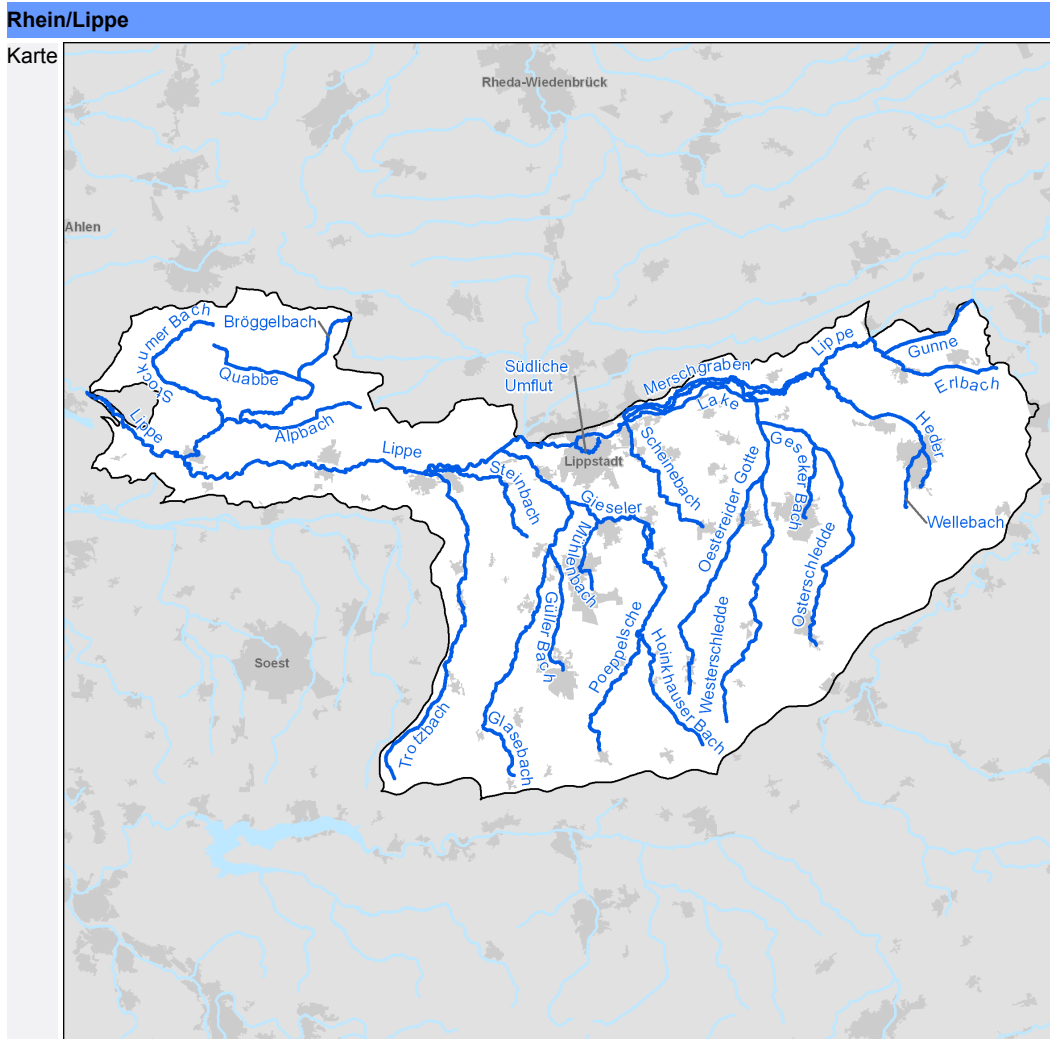 Rhein/Lippe
Karte
Rheda-Wiedenbrück
Ahlen
Stockumer Bach
Bröggelbach
Quabbe
Alpbach
Lippe
Lippe
Südliche
Umflut
Merschgraben
Lippe
Gunne
Erlbach
Lake
Heder
Wellebach
Lippstadt
Scheinebach
Steinbach
Gieseler
Mühlenbach
Geseker Bach
Oestereider Gotte
Osterschledde
Westerschledde
Güller Bach
Poeppelsche
Hoinkhauser Bach
Soest
Trotzbach
Glasebach